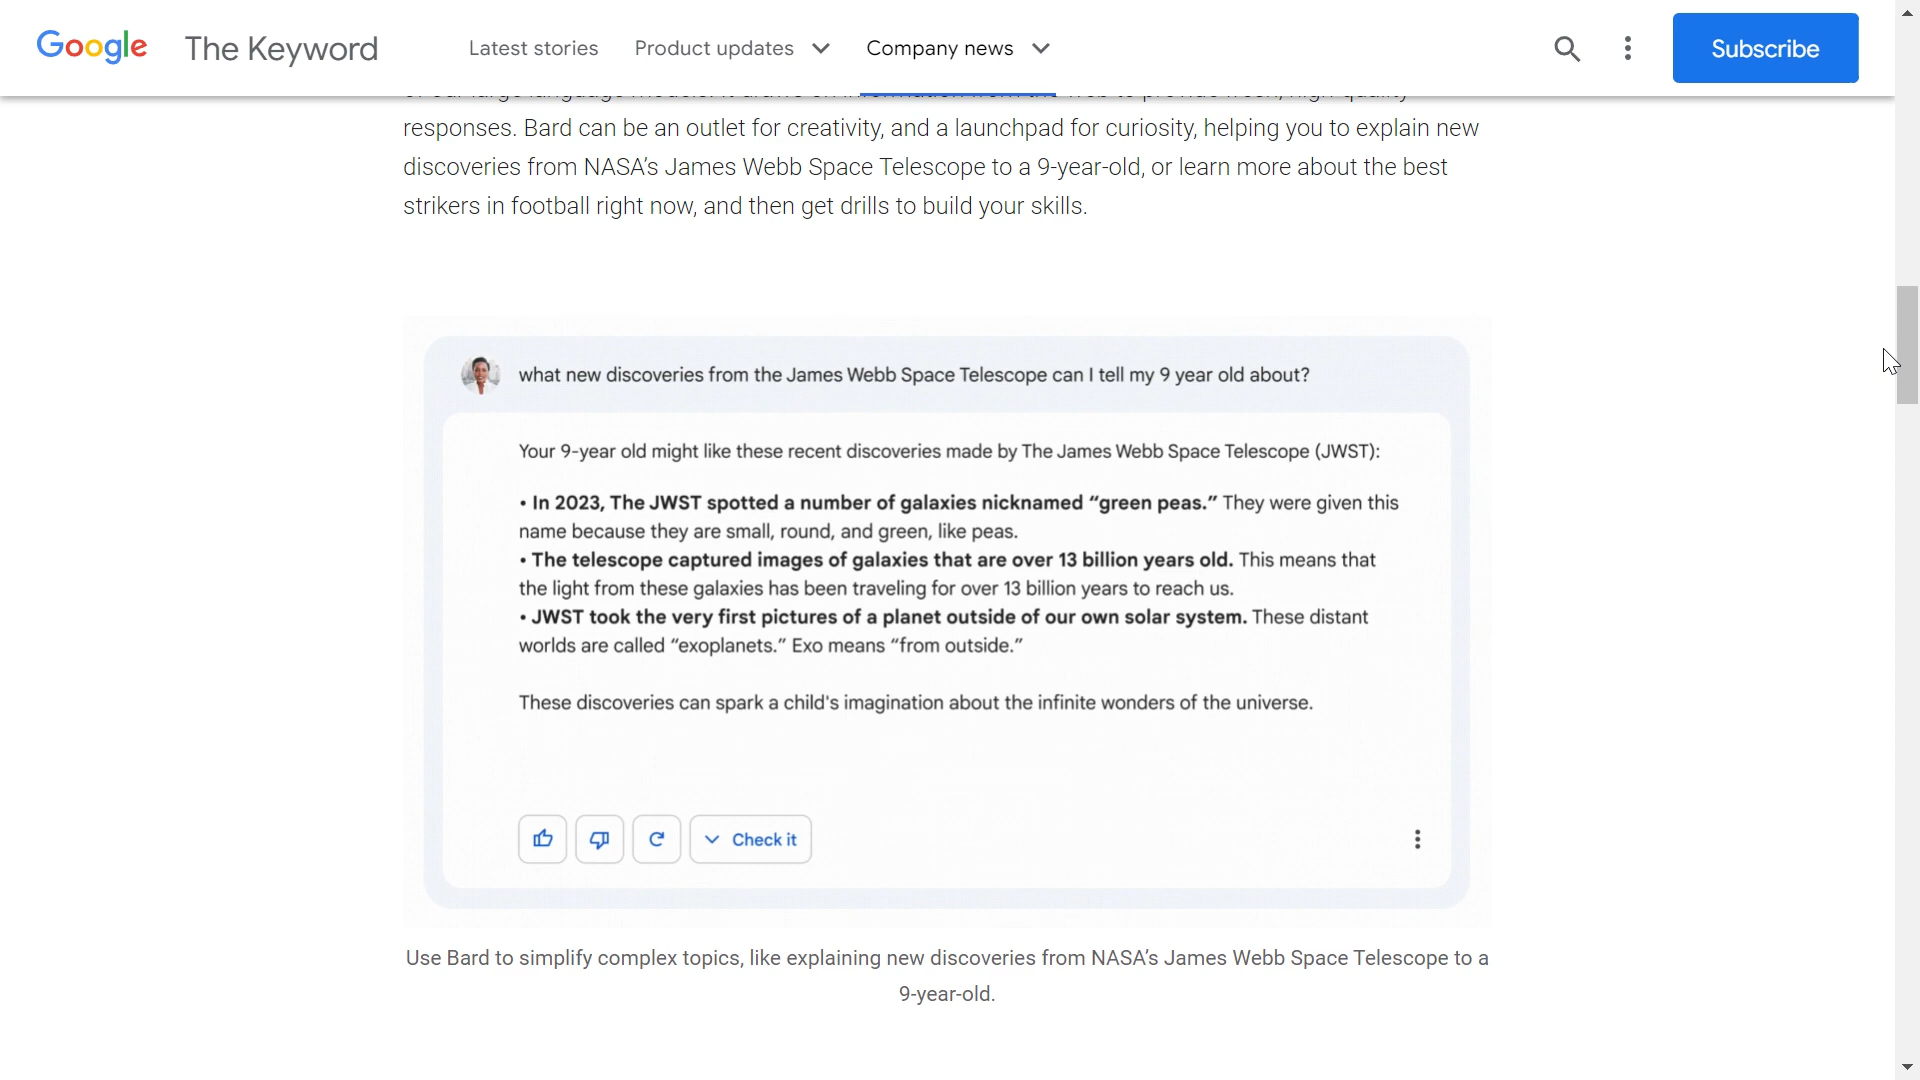 Google The Keyword Latest stories Product updates Company news Subscribe
responses. Bard can be an outlet for creativity, and a launchpad for curiosity, helping you to explain new
discoveries from NASA’s James Webb Space Telescope to a 9-year-old, or learn more about the best
strikers in football right now, and then get drills to build your skills.
what new discoveries from the James Webb Space Telescope can I tell my 9 year old about?
Your 9-year old might like these recent discoveries made by The James Webb Space Telescope (JWST):
• In 2023, The JWST spotted a number of galaxies nicknamed “green peas.” They were given this
name because they are small, round, and green, like peas.
• The telescope captured images of galaxies that are over 13 billion years old. This means that
the light from these galaxies has been traveling for over 13 billion years to reach us.
• JWST took the very first pictures of a planet outside of our own solar system. These distant
worlds are called “exoplanets.” Exo means “from outside.”
These discoveries can spark a child's imagination about the infinite wonders of the universe.
Check it
Use Bard to simplify complex topics, like explaining new discoveries from NASA’s James Webb Space Telescope to a
9-year-old.